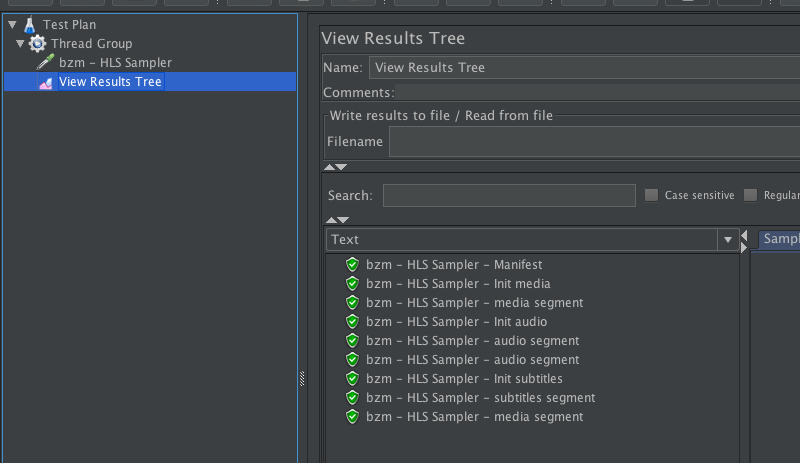 Test Plan
Thread Group
bzm - HLS Sampler
View Results Tree
View Results Tree
Name: View Results Tree
Comments:
Write results to file / Read from file
Filename
Search:
Case sensitive
Regular
Text
Sampl
bzm - HLS Sampler - Manifest
bzm - HLS Sampler - Init media
bzm - HLS Sampler - media segment
bzm - HLS Sampler - Init audio
bzm - HLS Sampler - audio segment
bzm - HLS Sampler - audio segment
bzm - HLS Sampler - Init subtitles
bzm - HLS Sampler - subtitles segment
bzm - HLS Sampler - media segment